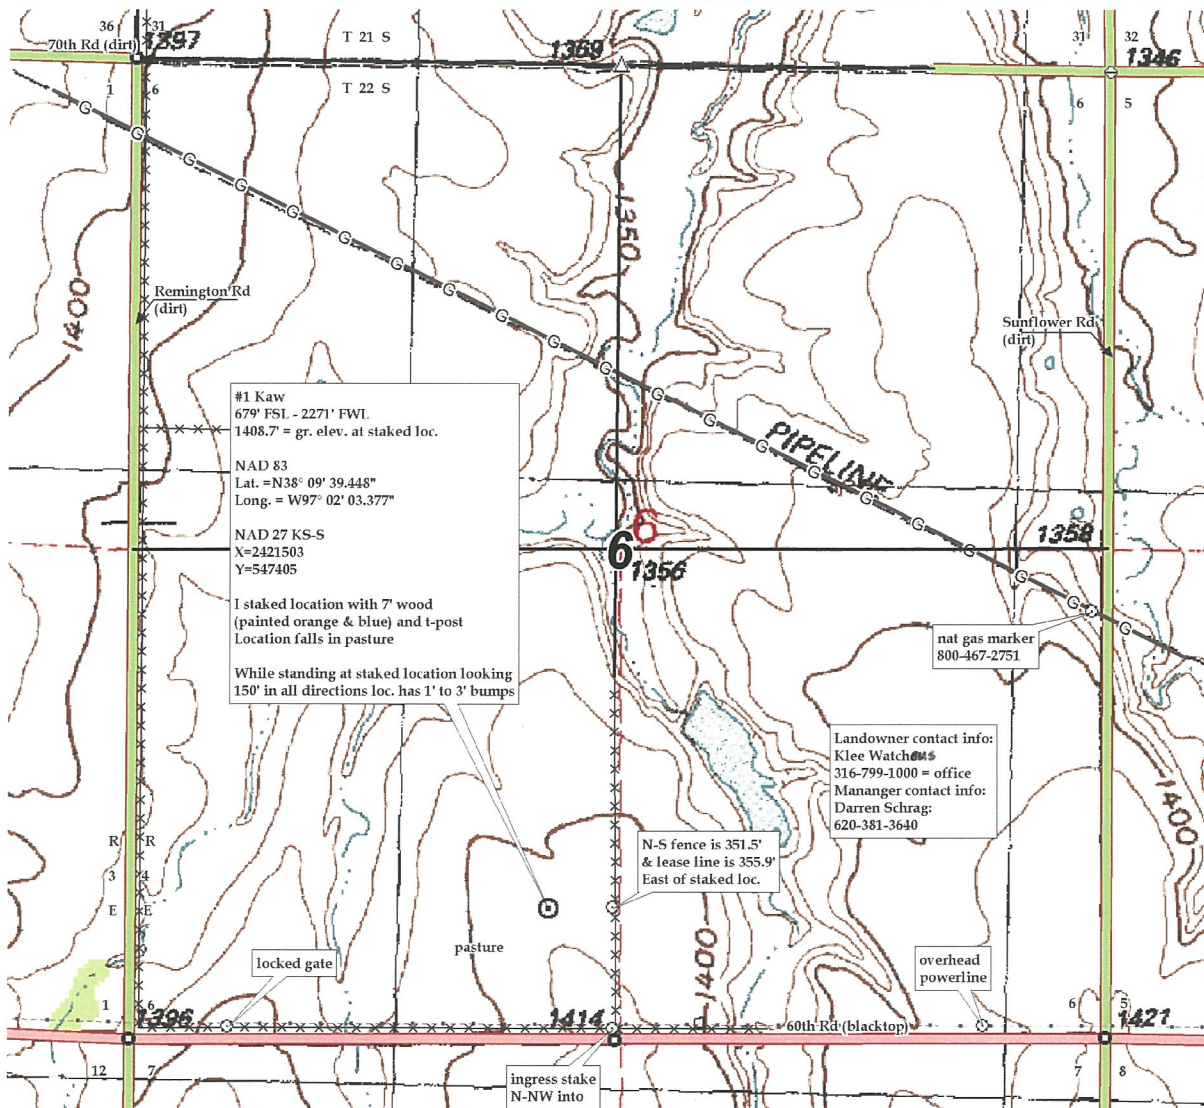 36 31
70th Rd (dirt) 1397
T 21 S
1369
31 32
1346
1 6
T 22 S
6 5
G G G G G G G G G G G G G G G G G G G G G
1350
1400
Remington Rd
(dirt)
Sunflower Rd
(dirt)
#1 Kaw
679' FSL - 2271' FWL
1408.7' = gr. elev. at staked loc.
NAD 83
Lat. =N38° 09' 39.448"
Long. = W97° 02' 03.377"
NAD 27 KS-S
X=2421503
Y=547405
I staked location with 7' wood
(painted orange & blue) and t-post
Location falls in pasture
While standing at staked location looking
150' in all directions loc. has 1' to 3' bumps
PIPELINE
6
6
1356
1358
nat gas marker
800-467-2751
Landowner contact info:
Klee Watchous
316-799-1000 = office
Mananger contact info:
Darren Schrag:
620-381-3640
1400
N-S fence is 351.5'
& lease line is 355.9'
East of staked loc.
R R
3 4
E E
pasture
1400
locked gate
overhead
powerline
1 6
1396
1414
60th Rd (blacktop)
6 5
1421
12 7
ingress stake
N-NW into
7 8